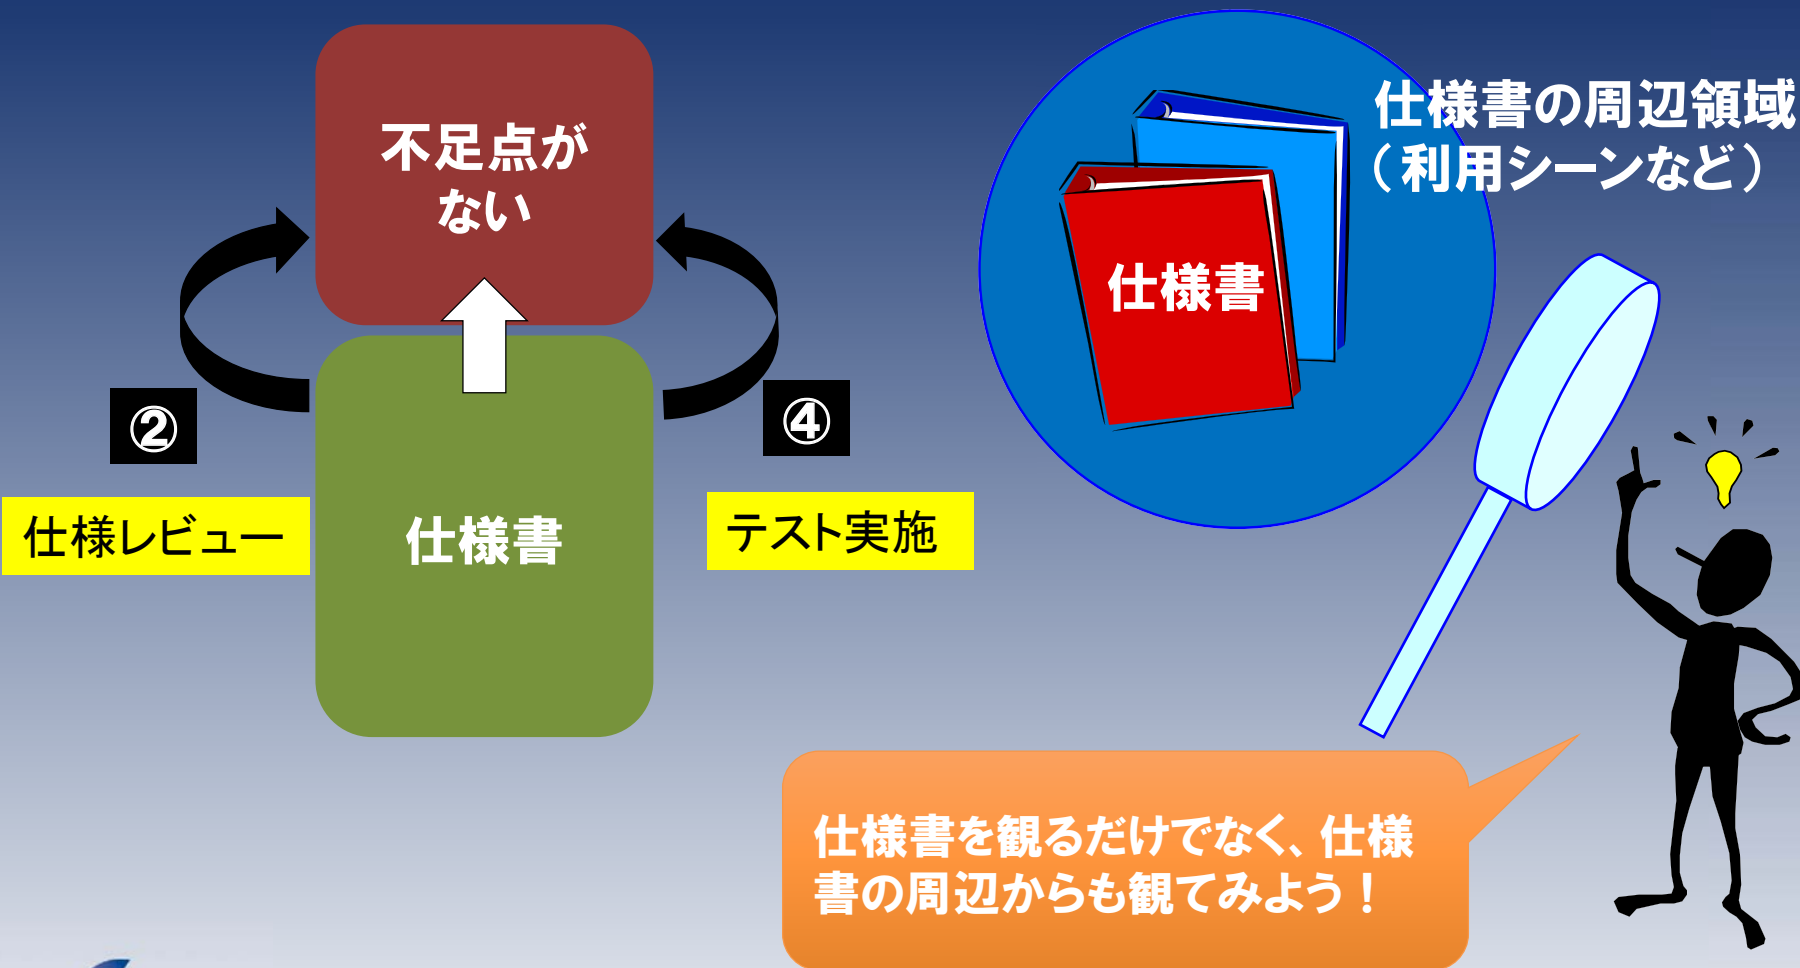 不足点が
ない
②
仕様レビュー
仕様書
④
テスト実施
仕様書の周辺領域
（利用シーンなど）
仕様書
仕様書を観るだけでなく、仕様
書の周辺からも観てみよう！